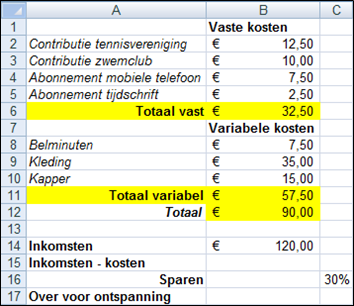 A B C
1 Vaste kosten
2 Contributie tennisvereniging € 12,50
3 Contributie zwemclub € 10,00
4 Abonnement mobiele telefoon € 7,50
5 Abonnement tijdschrift € 2,50
6 Totaal vast € 32,50
7 Variabele kosten
8 Belminuten € 7,50
9 Kleding € 35,00
10 Kapper € 15,00
11 Totaal variabel € 57,50
12 Totaal € 90,00
13
14 Inkomsten € 120,00
15 Inkomsten - kosten
16 Sparen 30%
17 Over voor ontspanning